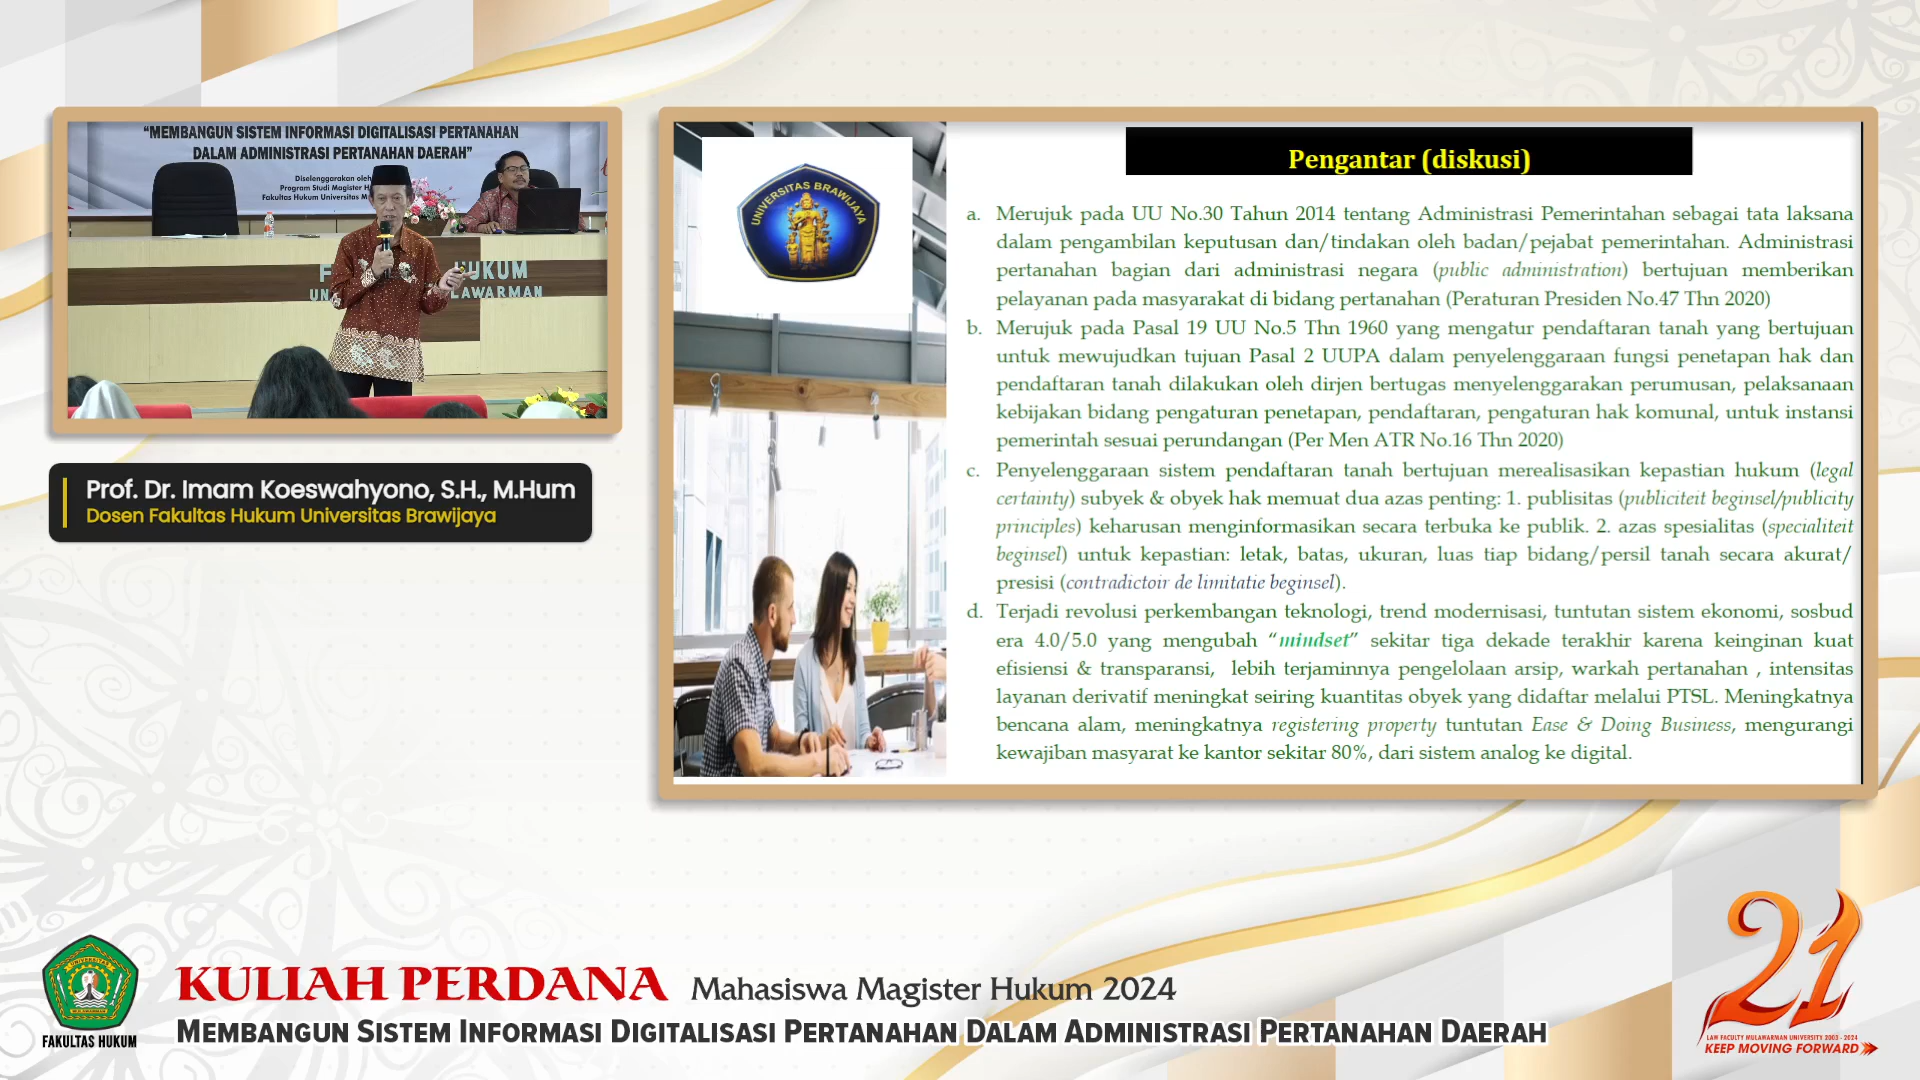 “MEMBANGUN SISTEM INFORMASI DIGITALISASI PERTANAHAN
DALAM ADMINISTRASI PERTANAHAN DAERAH”
Diselenggarakan oleh
Program Studi Magister H
Fakultas Hukum Universitas M
F HUKUM
UN LAWARMAN
Prof. Dr. Imam Koeswahyono, S.H., M.Hum
Dosen Fakultas Hukum Universitas Brawijaya
UNIVERSITAS BRAWIJAYA
Pengantar (diskusi)
a. Merujuk pada UU No.30 Tahun 2014 tentang Administrasi Pemerintahan sebagai tata laksana
dalam pengambilan keputusan dan/tindakan oleh badan/pejabat pemerintahan. Administrasi
pertanahan bagian dari administrasi negara (public administration) bertujuan memberikan
pelayanan pada masyarakat di bidang pertanahan (Peraturan Presiden No.47 Thn 2020)
b. Merujuk pada Pasal 19 UU No.5 Thn 1960 yang mengatur pendaftaran tanah yang bertujuan
untuk mewujudkan tujuan Pasal 2 UUPA dalam penyelenggaraan fungsi penetapan hak dan
pendaftaran tanah dilakukan oleh dirjen bertugas menyelenggarakan perumusan, pelaksanaan
kebijakan bidang pengaturan penetapan, pendaftaran, pengaturan hak komunal, untuk instansi
pemerintah sesuai perundangan (Per Men ATR No.16 Thn 2020)
c. Penyelenggaraan sistem pendaftaran tanah bertujuan merealisasikan kepastian hukum (legal
certainty) subyek & obyek hak memuat dua azas penting: 1. publisitas (publiciteit beginsel/publicity
principles) keharusan menginformasikan secara terbuka ke publik. 2. azas spesialitas (specialiteit
beginsel) untuk kepastian: letak, batas, ukuran, luas tiap bidang/persil tanah secara akurat/
presisi (contradictoir de limitatie beginsel).
d. Terjadi revolusi perkembangan teknologi, trend modernisasi, tuntutan sistem ekonomi, sosbud
era 4.0/5.0 yang mengubah “mindset” sekitar tiga dekade terakhir karena keinginan kuat
efisiensi & transparansi, lebih terjaminnya pengelolaan arsip, warkah pertanahan , intensitas
layanan derivatif meningkat seiring kuantitas obyek yang didaftar melalui PTSL. Meningkatnya
bencana alam, meningkatnya registering property tuntutan Ease & Doing Business, mengurangi
kewajiban masyarat ke kantor sekitar 80%, dari sistem analog ke digital.
FAKULTAS HUKUM
KULIAH PERDANA Mahasiswa Magister Hukum 2024
MEMBANGUN SISTEM INFORMASI DIGITALISASI PERTANAHAN DALAM ADMINISTRASI PERTANAHAN DAERAH
21
LAW FACULTY MULAWARMAN UNIVERSITY 2003 - 2024
KEEP MOVING FORWARD